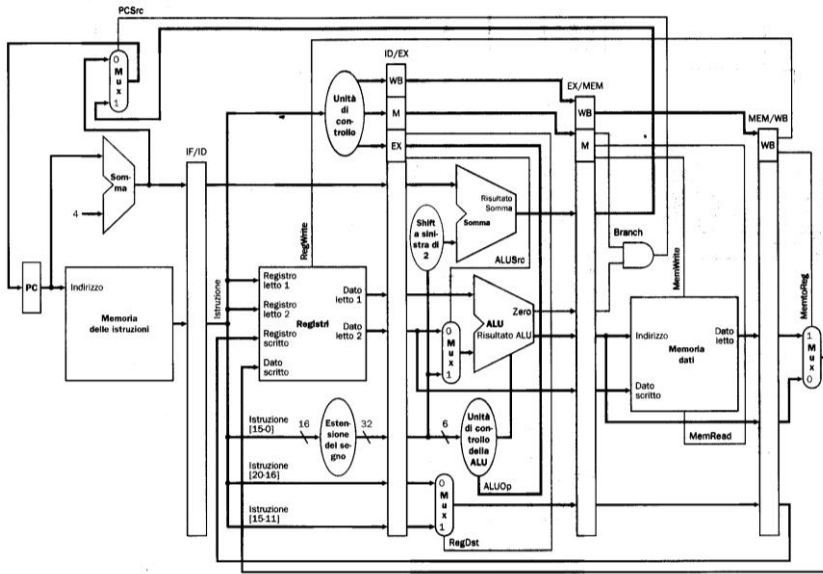 PCSrc
0
M
u
x
1
ID/EX
WB
M
EX
Unità
di
controllo
EX/MEM
WB
M
MEM/WB
WB
IF/ID
Som-
ma
4
Shift
a sini-
stra di
2
Risultato
Somma
Somma
Branch
RegWrite
ALUSrc
MemWrite
MemtoReg
PC
Indirizzo
Memoria
delle istruzioni
Istruzione
Registro
letto 1
Registro
letto 2
Registro
scritto
Dato
scritto
Registri
Dato
letto 1
Dato
letto 2
0
M
u
x
1
Zero
ALU
Risultato ALU
Indirizzo
Dato
letto
Memoria
dati
Dato
scritto
1
M
u
x
0
Istruzione
[15-0]
16
Estensione
del se-
gno
32
6
Unità
di con-
trollo
della
ALU
MemRead
Istruzione
[20-16]
ALUOp
Istruzione
[15-11]
0
M
u
x
1
RegDst